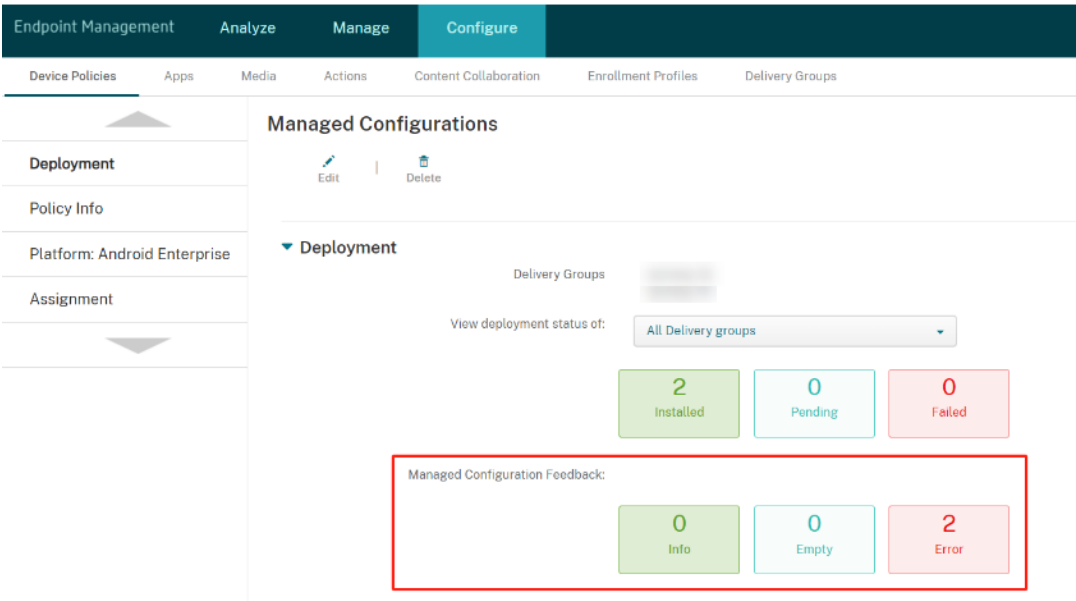 Endpoint Management Analyze Manage Configure
Device Policies Apps Media Actions Content Collaboration Enrollment Profiles Delivery Groups
Managed Configurations
Edit | Delete
Deployment
Policy Info
Platform: Android Enterprise
Assignment
Deployment
Delivery Groups
View deployment status of: All Delivery groups
2 0 0
Installed Pending Failed
Managed Configuration Feedback:
0 0 2
Info Empty Error